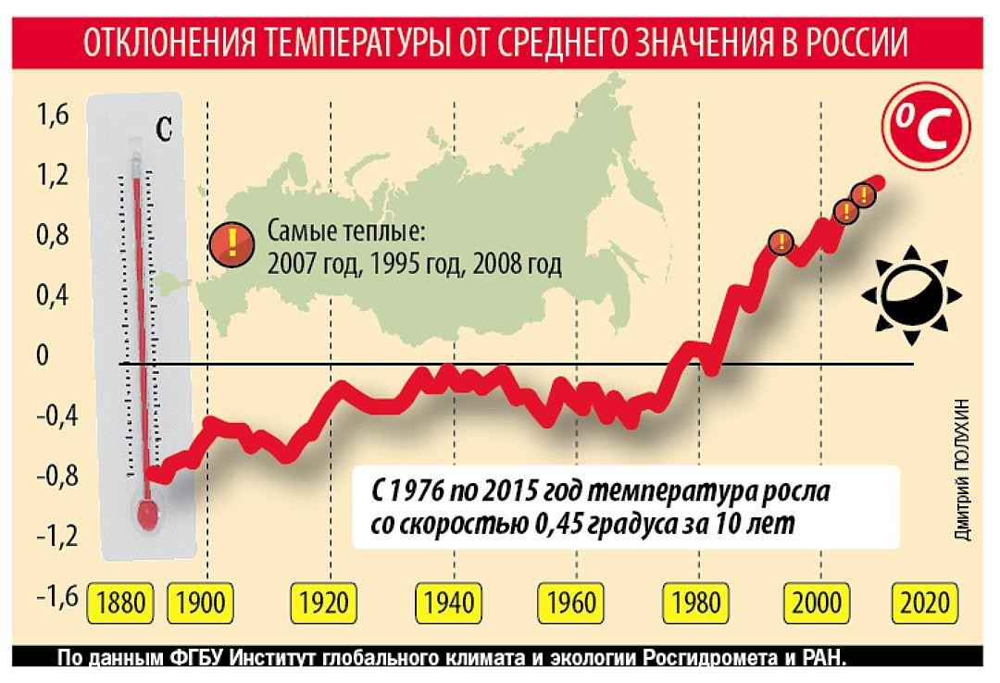 ОТКЛОНЕНИЯ ТЕМПЕРАТУРЫ ОТ СРЕДНЕГО ЗНАЧЕНИЯ В РОССИИ
1,6
1,2
0,8
0,4
0
-0,4
-0,8
-1,2
-1,6
C
⁰C
!
Самые теплые:
2007 год, 1995 год, 2008 год
!
!
!
С 1976 по 2015 год температура росла
со скоростью 0,45 градуса за 10 лет
Дмитрий ПОЛУХИН
1880 1900 1920 1940 1960 1980 2000 2020
По данным ФГБУ Институт глобального климата и экологии Росгидромета и РАН.